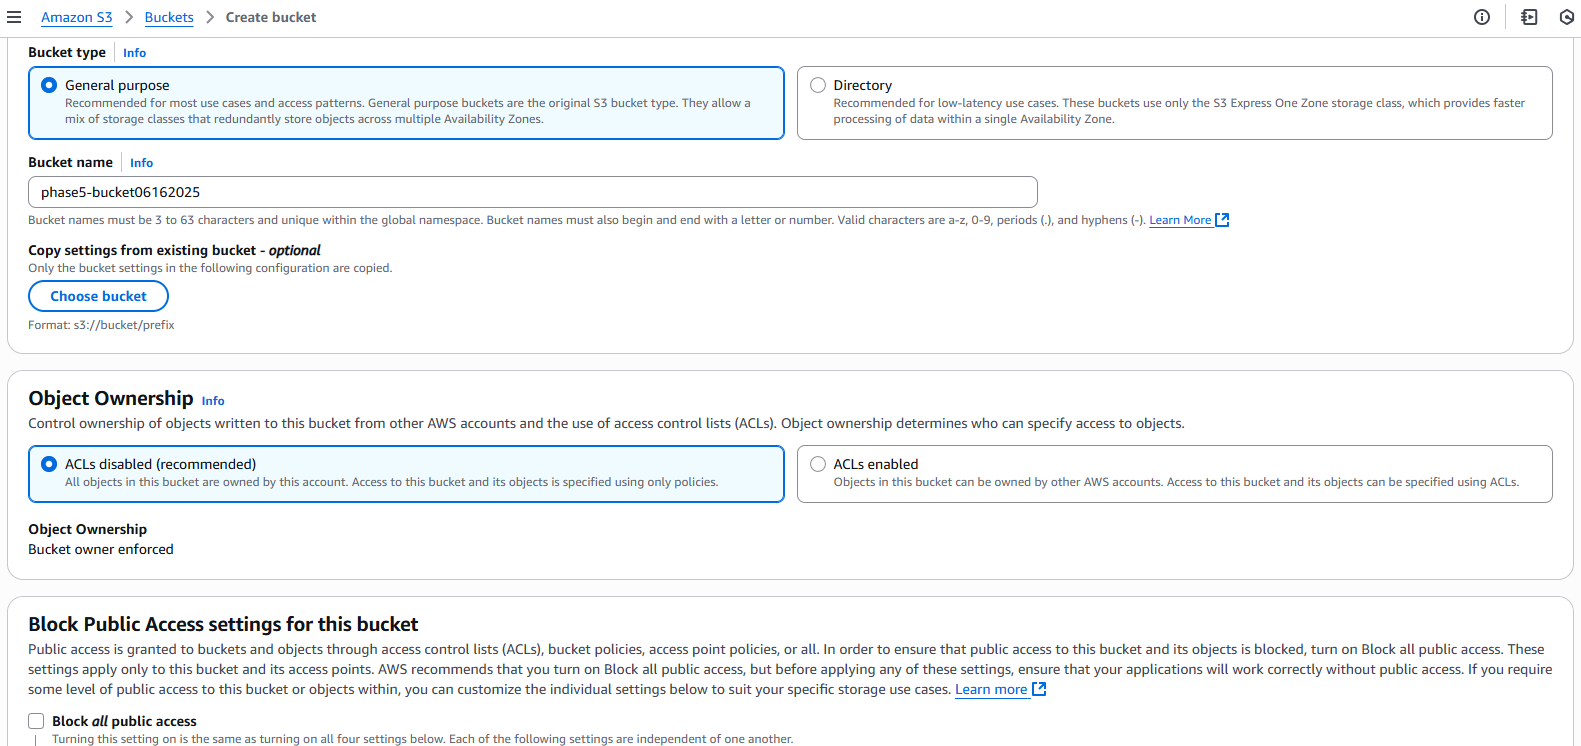 Amazon S3 > Buckets > Create bucket
Bucket type Info
General purpose
Recommended for most use cases and access patterns. General purpose buckets are the original S3 bucket type. They allow a
mix of storage classes that redundantly store objects across multiple Availability Zones.
Directory
Recommended for low-latency use cases. These buckets use only the S3 Express One Zone storage class, which provides faster
processing of data within a single Availability Zone.
Bucket name Info
phase5-bucket06162025
Bucket names must be 3 to 63 characters and unique within the global namespace. Bucket names must also begin and end with a letter or number. Valid characters are a-z, 0-9, periods (.), and hyphens (-). Learn More
Copy settings from existing bucket - optional
Only the bucket settings in the following configuration are copied.
Choose bucket
Format: s3://bucket/prefix
Object Ownership Info
Control ownership of objects written to this bucket from other AWS accounts and the use of access control lists (ACLs). Object ownership determines who can specify access to objects.
ACLs disabled (recommended)
All objects in this bucket are owned by this account. Access to this bucket and its objects is specified using only policies.
ACLs enabled
Objects in this bucket can be owned by other AWS accounts. Access to this bucket and its objects can be specified using ACLs.
Object Ownership
Bucket owner enforced
Block Public Access settings for this bucket
Public access is granted to buckets and objects through access control lists (ACLs), bucket policies, access point policies, or all. In order to ensure that public access to this bucket and its objects is blocked, turn on Block all public access. These
settings apply only to this bucket and its access points. AWS recommends that you turn on Block all public access, but before applying any of these settings, ensure that your applications will work correctly without public access. If you require
some level of public access to this bucket or objects within, you can customize the individual settings below to suit your specific storage use cases. Learn more
Block all public access
Turning this setting on is the same as turning on all four settings below. Each of the following settings are independent of one another.